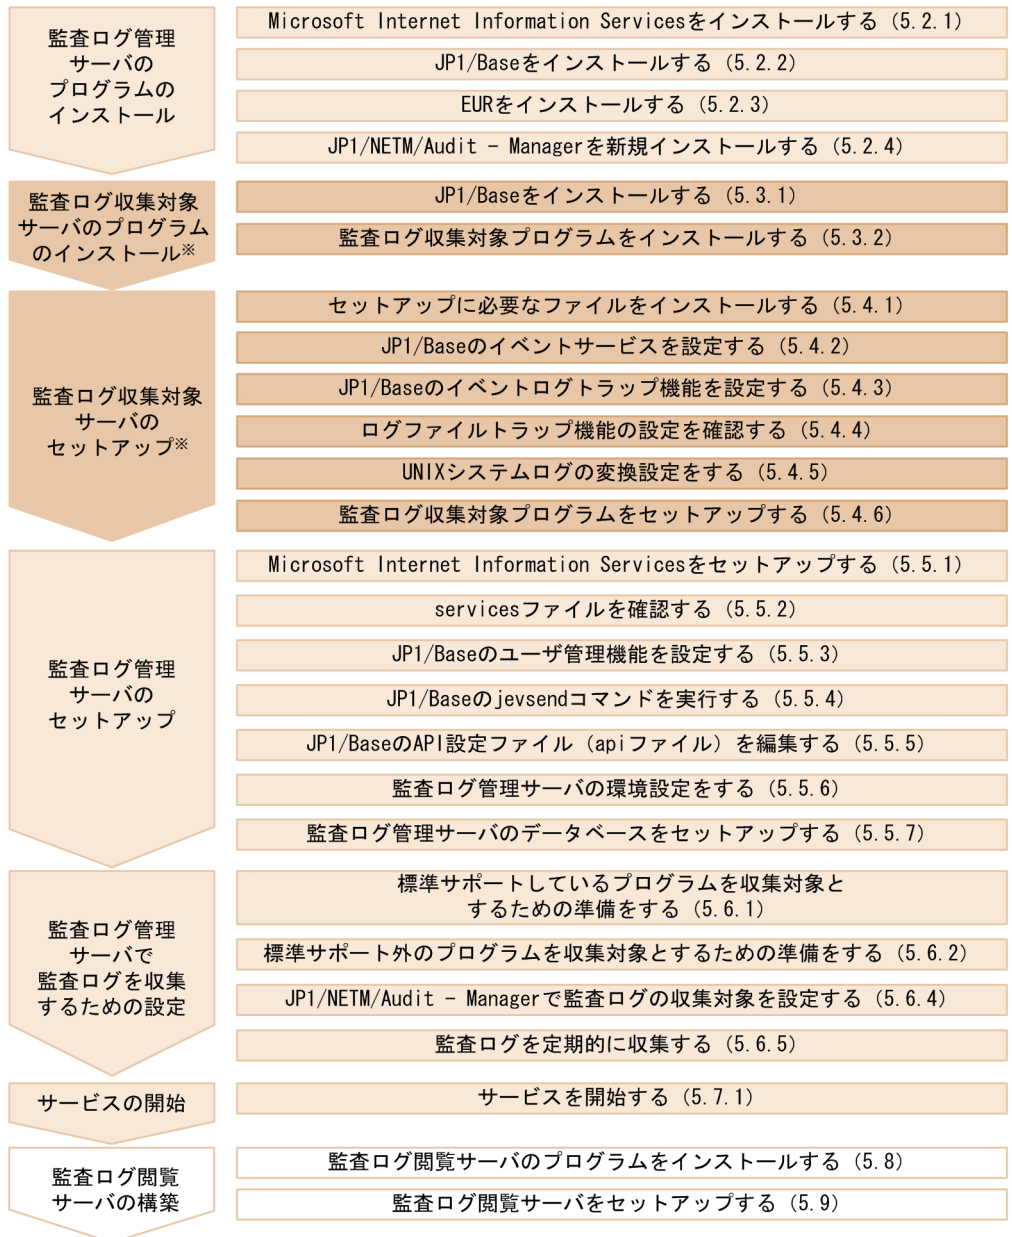 監査ログ管理
サーバの
プログラムの
インストール
Microsoft Internet Information Servicesをインストールする（5.2.1）
JP1/Baseをインストールする（5.2.2）
EURをインストールする（5.2.3）
JP1/NETM/Audit − Managerを新規インストールする（5.2.4）
監査ログ収集対象
サーバのプログラム
のインストール※
JP1/Baseをインストールする（5.3.1）
監査ログ収集対象プログラムをインストールする（5.3.2）
監査ログ収集対象
サーバの
セットアップ※
セットアップに必要なファイルをインストールする（5.4.1）
JP1/Baseのイベントサービスを設定する（5.4.2）
JP1/Baseのイベントログトラップ機能を設定する（5.4.3）
ログファイルトラップ機能の設定を確認する（5.4.4）
UNIXシステムログの変換設定をする（5.4.5）
監査ログ収集対象プログラムをセットアップする（5.4.6）
監査ログ管理
サーバの
セットアップ
Microsoft Internet Information Servicesをセットアップする（5.5.1）
servicesファイルを確認する（5.5.2）
JP1/Baseのユーザ管理機能を設定する（5.5.3）
JP1/Baseのjevsendコマンドを実行する（5.5.4）
JP1/BaseのAPI設定ファイル（apiファイル）を編集する（5.5.5）
監査ログ管理サーバの環境設定をする（5.5.6）
監査ログ管理サーバのデータベースをセットアップする（5.5.7）
監査ログ管理
サーバで
監査ログを収集
するための設定
標準サポートしているプログラムを収集対象と
するための準備をする（5.6.1）
標準サポート外のプログラムを収集対象とするための準備をする（5.6.2）
JP1/NETM/Audit − Managerで監査ログの収集対象を設定する（5.6.4）
監査ログを定期的に収集する（5.6.5）
サービスの開始
サービスを開始する（5.7.1）
監査ログ閲覧
サーバの構築
監査ログ閲覧サーバのプログラムをインストールする（5.8）
監査ログ閲覧サーバをセットアップする（5.9）